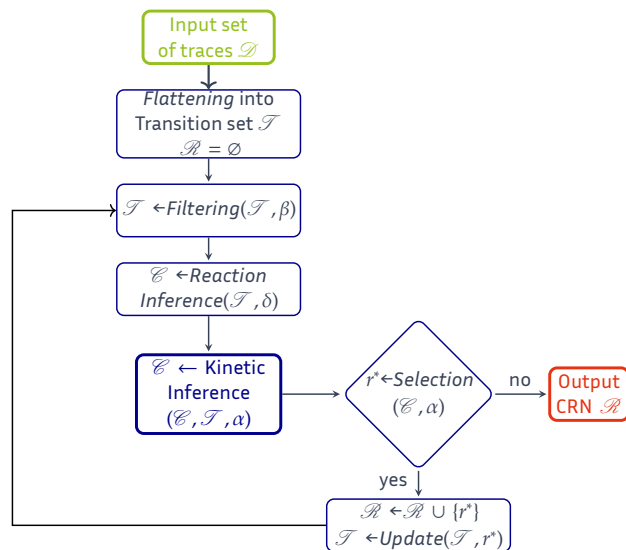 Input set
of traces 𝒟
Flattening into
Transition set 𝒯
ℛ = ∅
𝒯 ←Filtering(𝒯, β)
𝒞 ←Reaction
Inference(𝒯, δ)
𝒞 ← Kinetic
Inference
(𝒞, 𝒯, α)
r*←Selection
(𝒞, α)
no
Output
CRN ℛ
yes
ℛ ←ℛ ∪ {r*}
𝒯 ←Update(𝒯, r*)